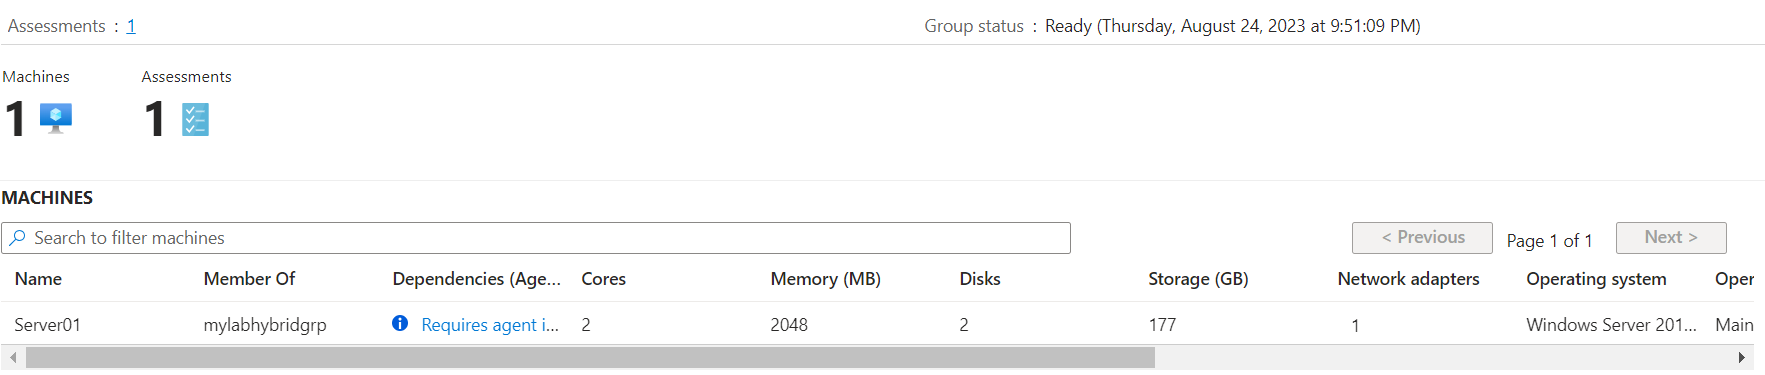 Assessments : 1
Group status : Ready (Thursday, August 24, 2023 at 9:51:09 PM)
Machines
Assessments
1
1
MACHINES
Search to filter machines
< Previous
Page 1 of 1
Next >
Name Member Of Dependencies (Age... Cores Memory (MB) Disks Storage (GB) Network adapters Operating system Oper
Server01 mylabhybridgrp Requires agent i... 2 2048 2 177 1 Windows Server 201... Main